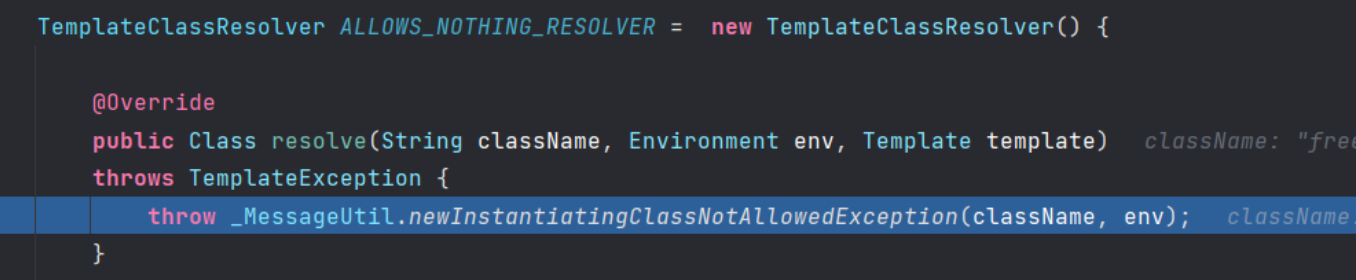 TemplateClassResolver ALLOWS_NOTHING_RESOLVER =  new TemplateClassResolver() {
@Override
public Class resolve(String className, Environment env, Template template)   className: "free
throws TemplateException {
throw _MessageUtil.newInstantiatingClassNotAllowedException(className, env);   className:
}